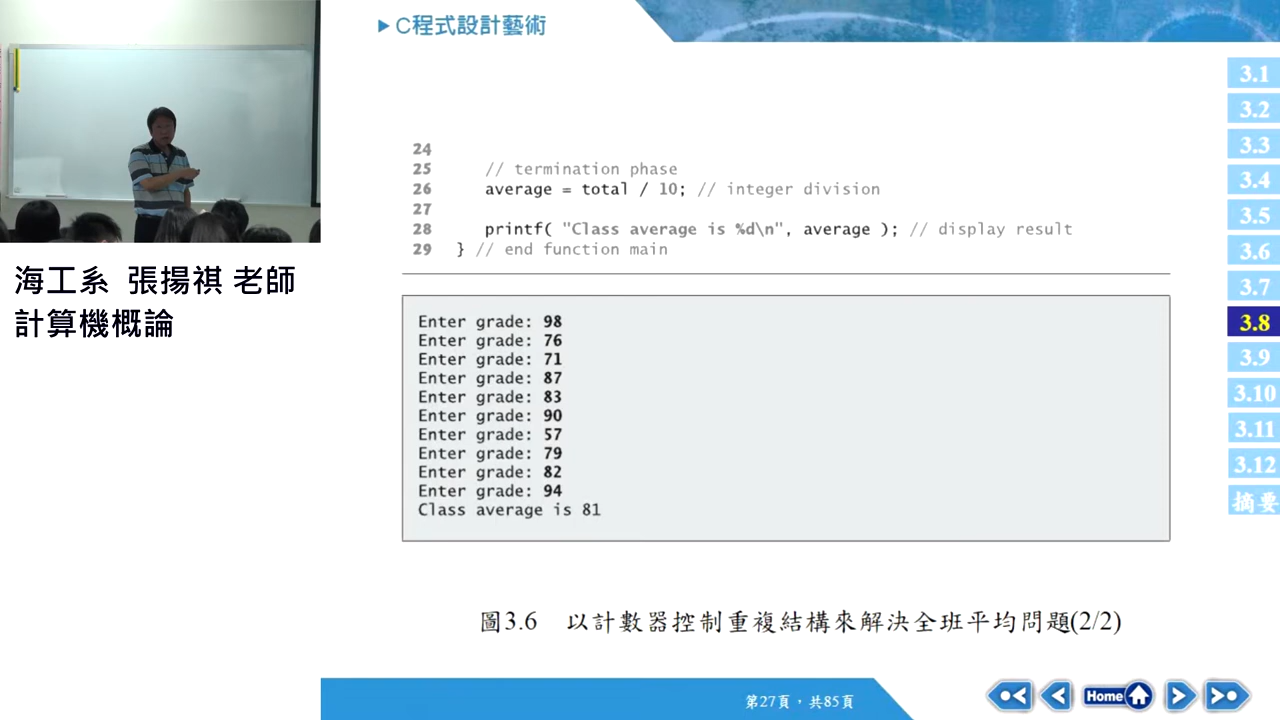 C程式設計藝術
24
25 // termination phase
26 average = total / 10; // integer division
27
28 printf( "Class average is %d\n", average ); // display result
29 } // end function main
Enter grade: 98
Enter grade: 76
Enter grade: 71
Enter grade: 87
Enter grade: 83
Enter grade: 90
Enter grade: 57
Enter grade: 79
Enter grade: 82
Enter grade: 94
Class average is 81
圖3.6 以計數器控制重複結構來解決全班平均問題(2/2)
海工系 張揚祺 老師
計算機概論
3.1
3.2
3.3
3.4
3.5
3.6
3.7
3.8
3.9
3.10
3.11
3.12
摘要
第27頁，共85頁
Home